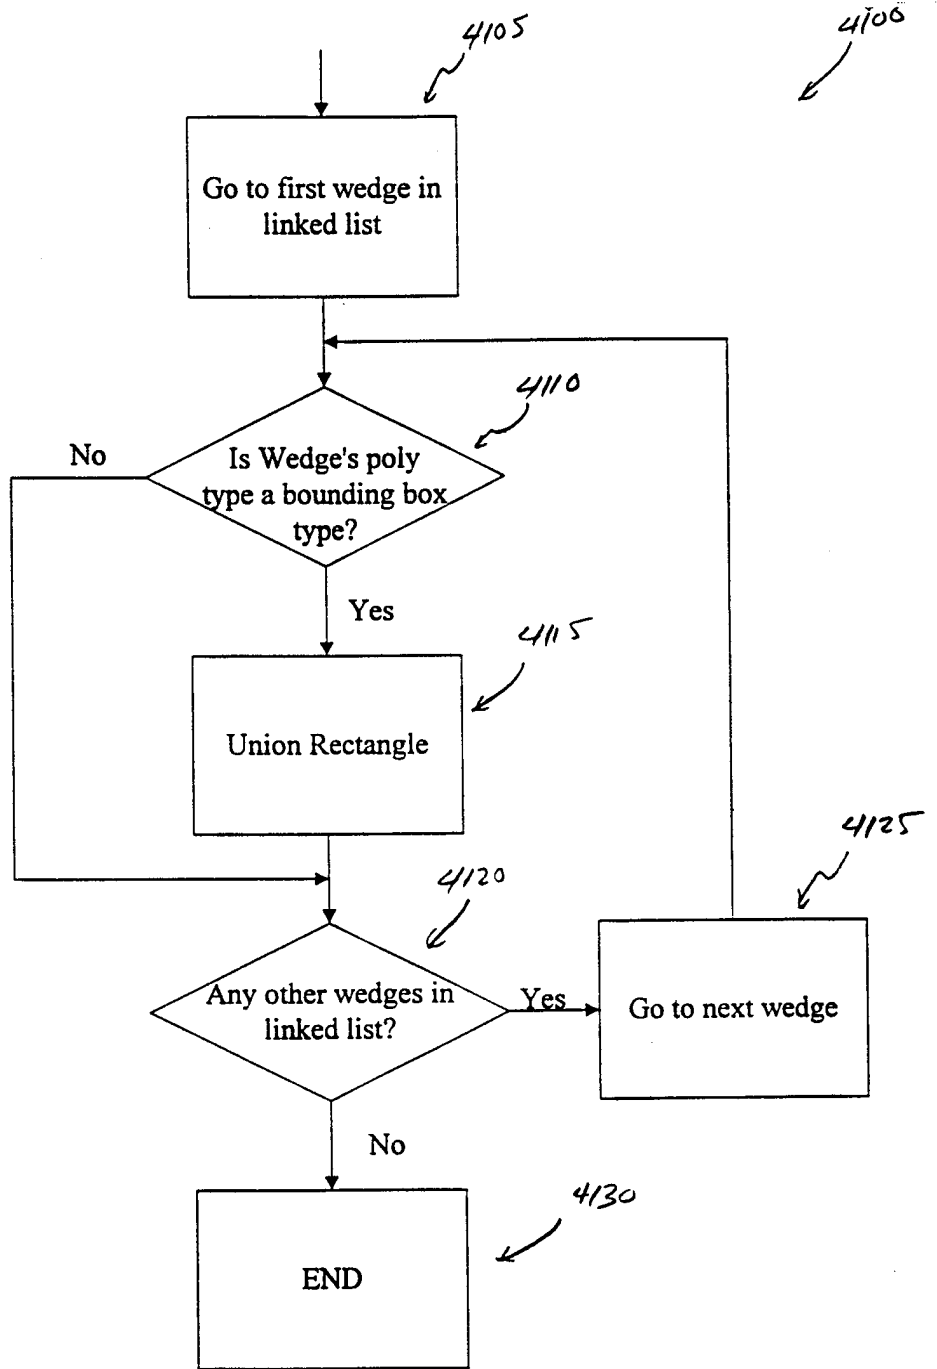 4100
4105
Go to first wedge in
linked list
4110
No
Is Wedge's poly
type a bounding box
type?
Yes
4115
Union Rectangle
4125
4120
Any other wedges in
linked list?
Yes
Go to next wedge
No
4130
END